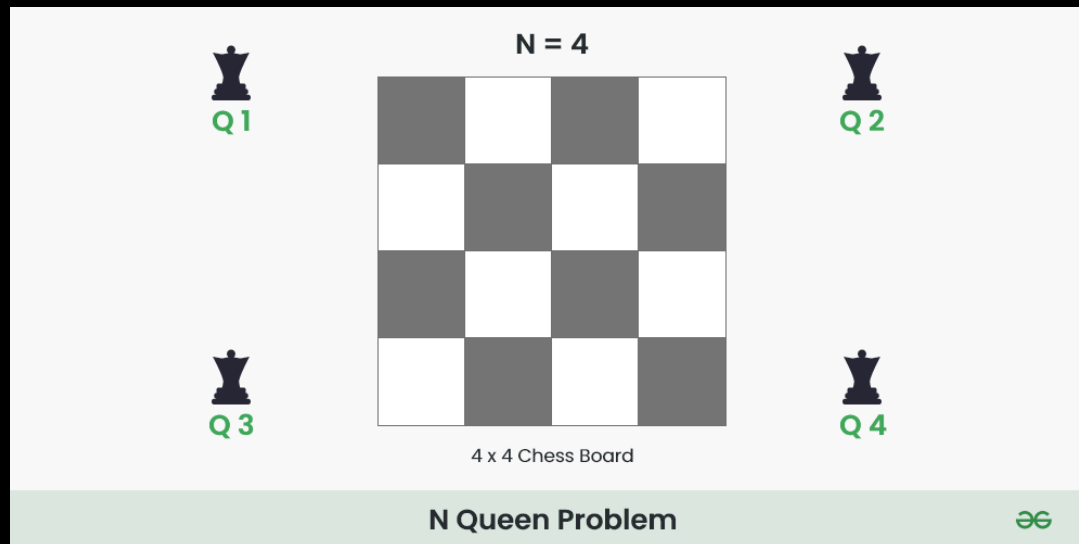 N = 4
Q 1
Q 2
Q 3
Q 4
4 x 4 Chess Board
N Queen Problem